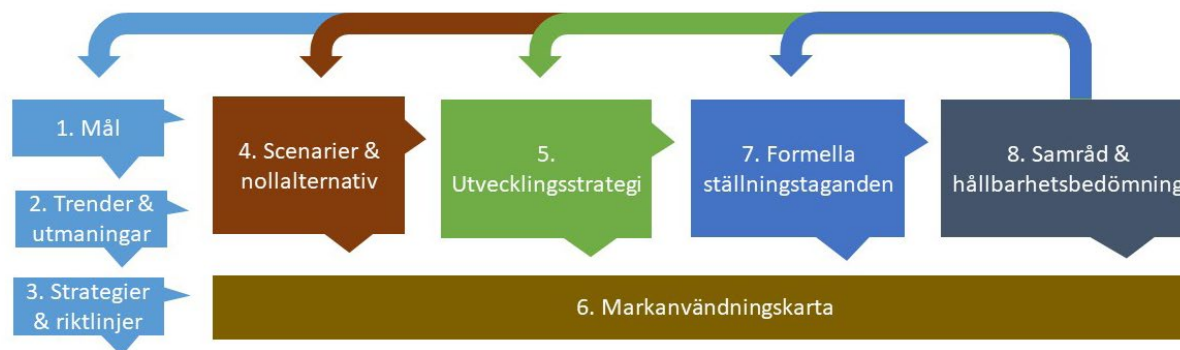 1. Mål
2. Trender &
utmaningar
3. Strategier
& riktlinjer
4. Scenarier &
nollalternativ
5.
Utvecklingsstrategi
7. Formella
ställningstaganden
8. Samråd &
hållbarhetsbedömning
6. Markanvändningskarta